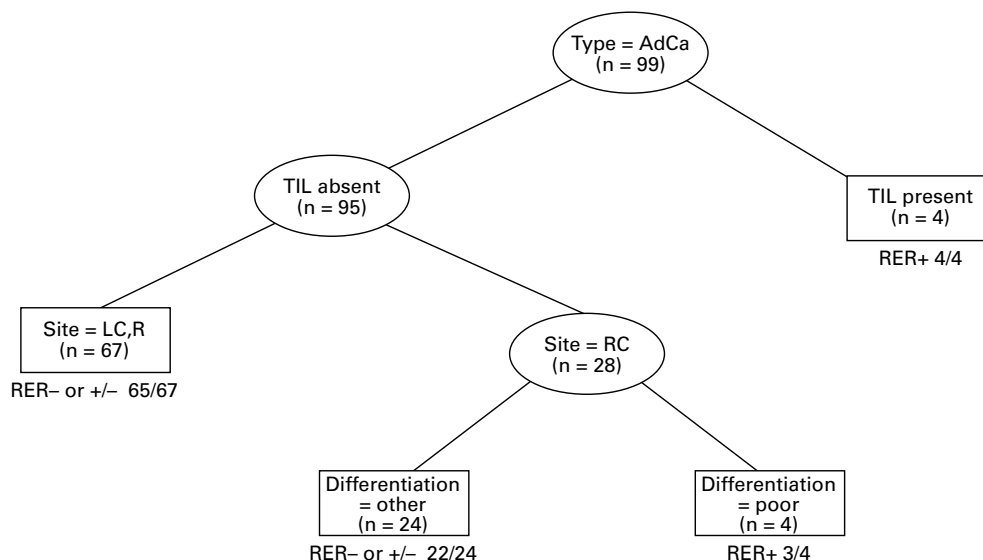 Type = AdCa
(n = 99)
TIL absent
(n = 95)
TIL present
(n = 4)
RER+ 4/4
Site = LC,R
(n = 67)
RER– or +/– 65/67
Site = RC
(n = 28)
Differentiation
= other
(n = 24)
RER– or +/– 22/24
Differentiation
= poor
(n = 4)
RER+ 3/4